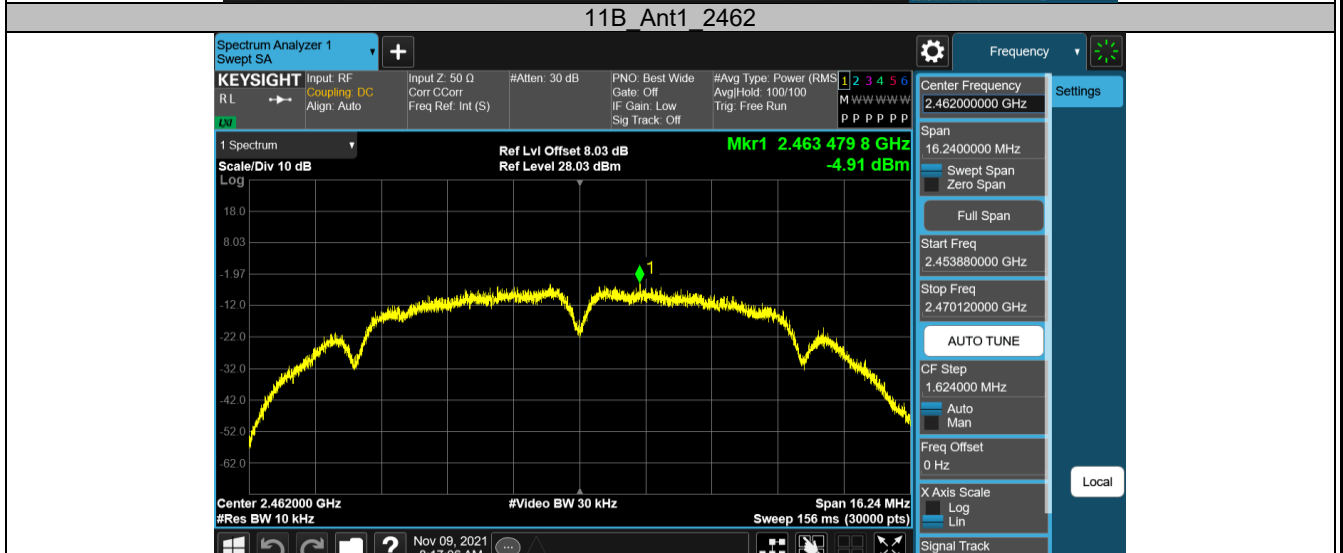 11B_Ant1_2462
Spectrum Analyzer 1
Swept SA
+
Frequency
KEYSIGHT
RL
LXI
Input: RF
Coupling: DC
Align: Auto
Input Z: 50 Ω
Corr CCorr
Freq Ref: Int (S)
#Atten: 30 dB
PNO: Best Wide
Gate: Off
IF Gain: Low
Sig Track: Off
#Avg Type: Power (RMS
Avg|Hold: 100/100
Trig: Free Run
1 2 3 4 5 6
M W W W W W
P P P P P P
1 Spectrum
Scale/Div 10 dB
Ref Lvl Offset 8.03 dB
Ref Level 28.03 dBm
Mkr1 2.463 479 8 GHz
-4.91 dBm
Log
18.0
8.03
-1.97
-12.0
-22.0
-32.0
-42.0
-52.0
-62.0
1
Center 2.462000 GHz
#Res BW 10 kHz
#Video BW 30 kHz
Span 16.24 MHz
Sweep 156 ms (30000 pts)
?
Nov 09, 2021
Center Frequency
2.462000000 GHz
Span
16.2400000 MHz
Swept Span
Zero Span
Full Span
Start Freq
2.453880000 GHz
Stop Freq
2.470120000 GHz
AUTO TUNE
CF Step
1.624000 MHz
Auto
Man
Freq Offset
0 Hz
X Axis Scale
Log
Lin
Signal Track
Settings
Local